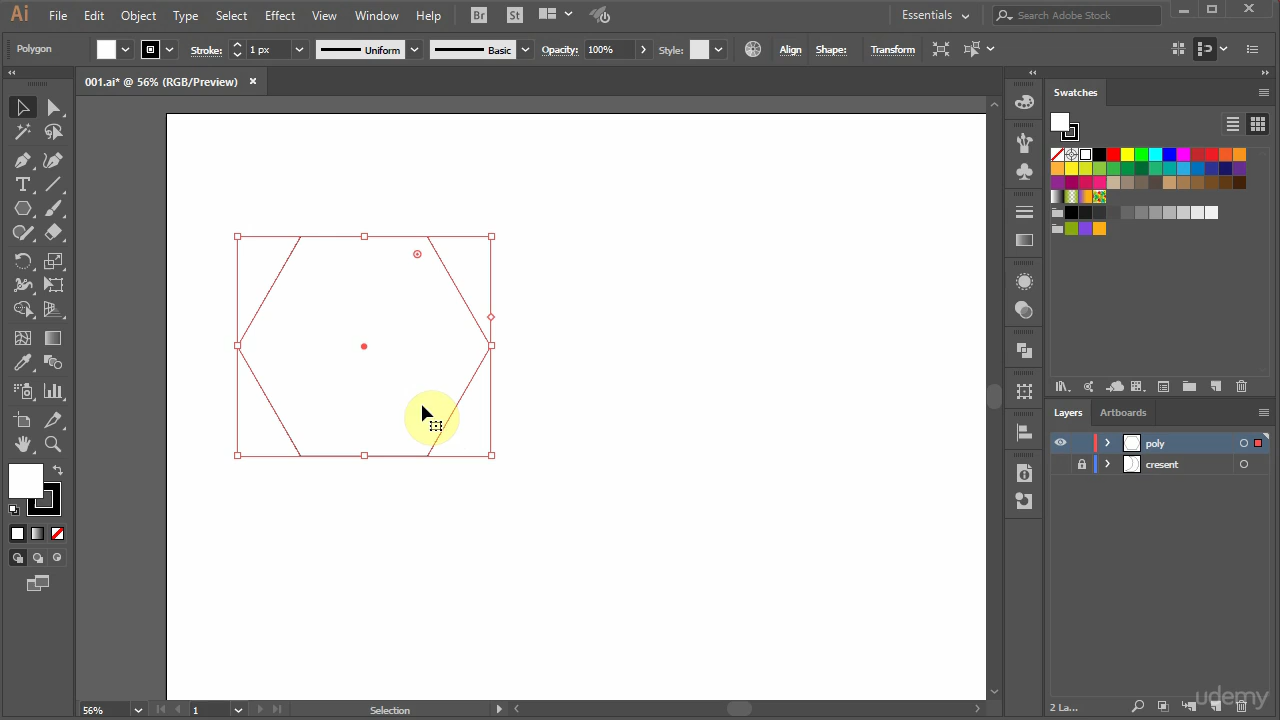 Ai File Edit Object Type Select Effect View Window Help Br St Essentials Search Adobe Stock
Polygon Stroke: 1 px Uniform Basic Opacity: 100% Style: Align Shape: Transform
001.ai* @ 56% (RGB/Preview)
Swatches
Layers Artboards
poly
cresent
2 La...
56% 1 Selection
udemy